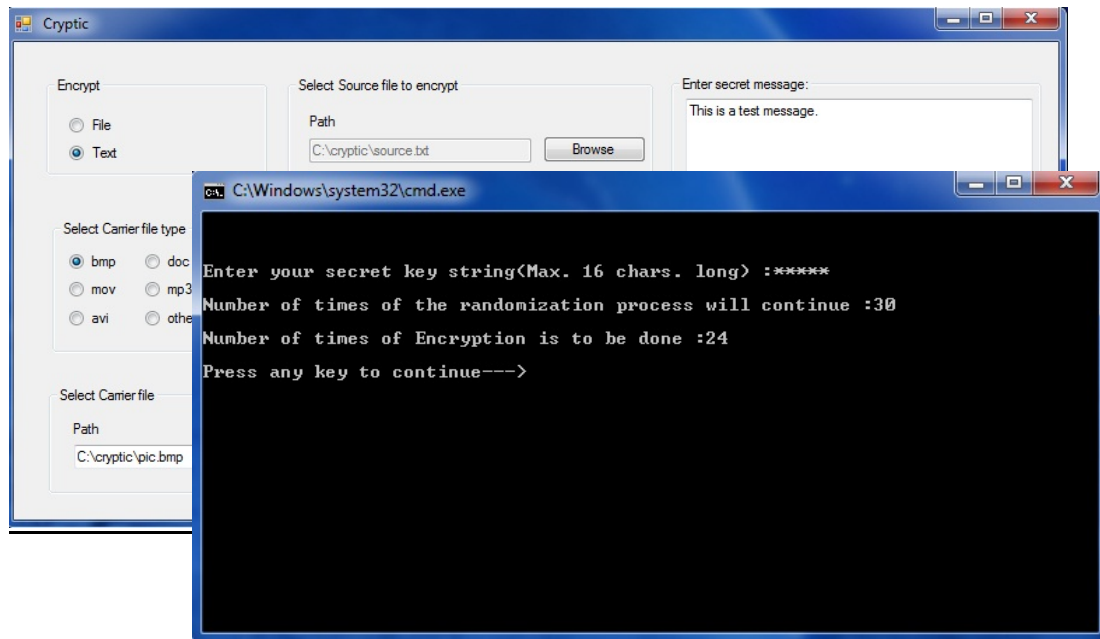 Cryptic
Encrypt
File
Text
Select Source file to encrypt
Path
C:\cryptic\source.txt
Browse
Enter secret message:
This is a test message.
Select Carrier file type
bmp doc
mov mp3
avi othe
Select Carrier file
Path
C:\cryptic\pic.bmp
C:\Windows\system32\cmd.exe
Enter your secret key string(Max. 16 chars. long) :*****
Number of times of the randomization process will continue :30
Number of times of Encryption is to be done :24
Press any key to continue--->